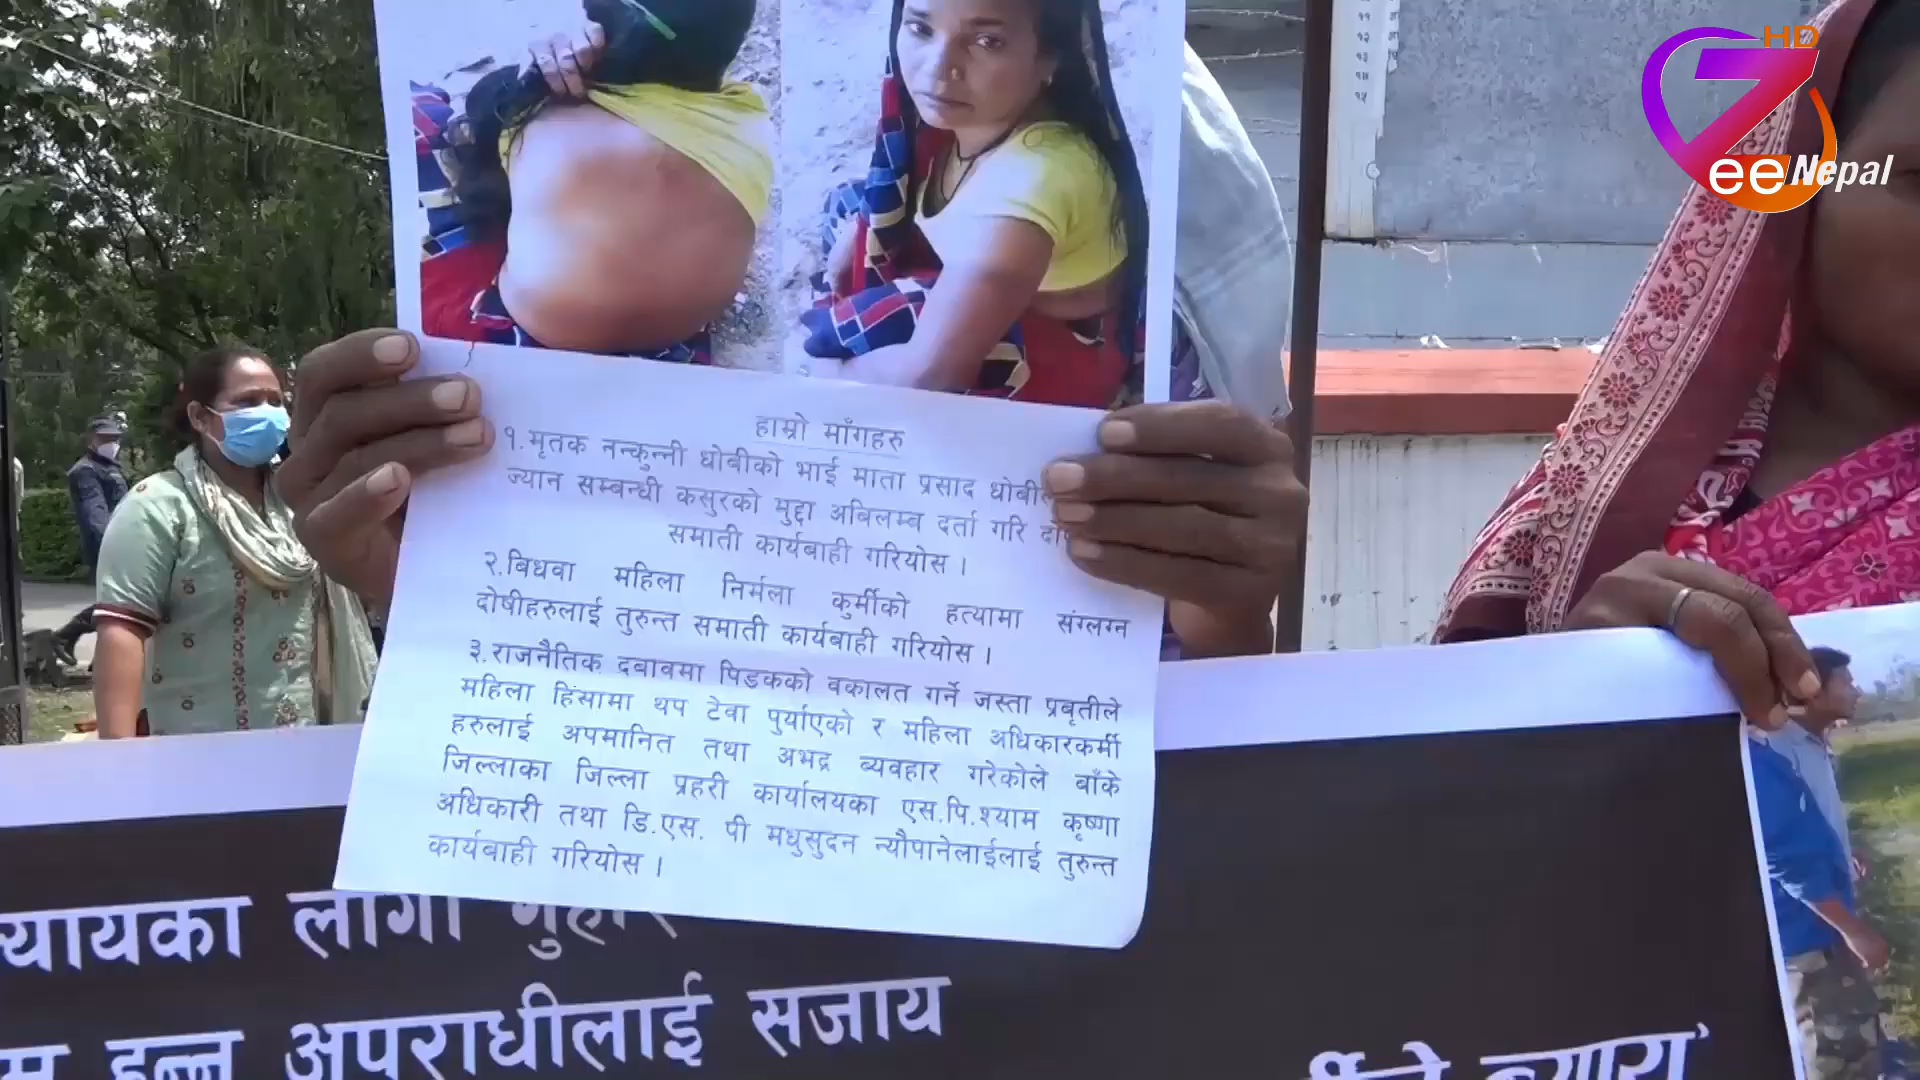 HD
Zee Nepal
हाम्रो माँगहरु
१.मृतक नन्कुन्नी धोबीको भाई माता प्रसाद धोबीले
ज्यान सम्बन्धी कसुरको मुद्दा अबिलम्ब दर्ता गरि
समाती कार्यबाही गरियोस ।
२.बिधवा महिला निर्मला कुर्मीको हत्यामा संग्लग्न
दोषीहरुलाई तुरुन्त समाती कार्यबाही गरियोस ।
३.राजनैतिक दबावमा पिडकको वकालत गर्ने जस्ता प्रबृतीले
महिला हिंसामा थप टेवा पुर्याएको र महिला अधिकारकर्मी
हरुलाई अपमानित तथा अभद्र ब्यवहार गरेकोले बाँके
जिल्लाका जिल्ला प्रहरी कार्यालयका एस.पि.श्याम कृष्णा
अधिकारी तथा डि.एस. पी मधुसुदन न्यौपानेलाईलाई तुरुन्त
कार्यबाही गरियोस ।
न्यायका लागी गुहार
हुन्न अपराधीलाई सजाय